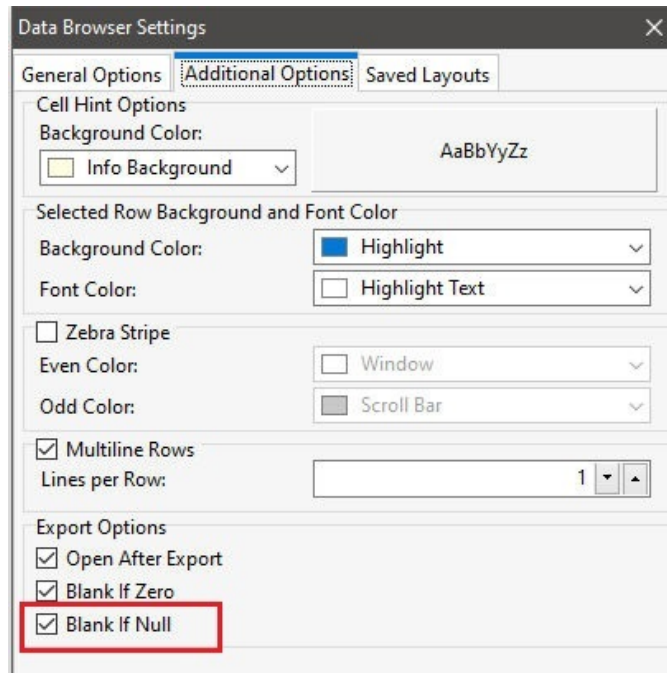 Data Browser Settings
General Options Additional Options Saved Layouts
Cell Hint Options
Background Color:
Info Background
AaBbYyZz
Selected Row Background and Font Color
Background Color: Highlight
Font Color: Highlight Text
Zebra Stripe
Even Color: Window
Odd Color: Scroll Bar
Multiline Rows
Lines per Row: 1
Export Options
Open After Export
Blank If Zero
Blank If Null